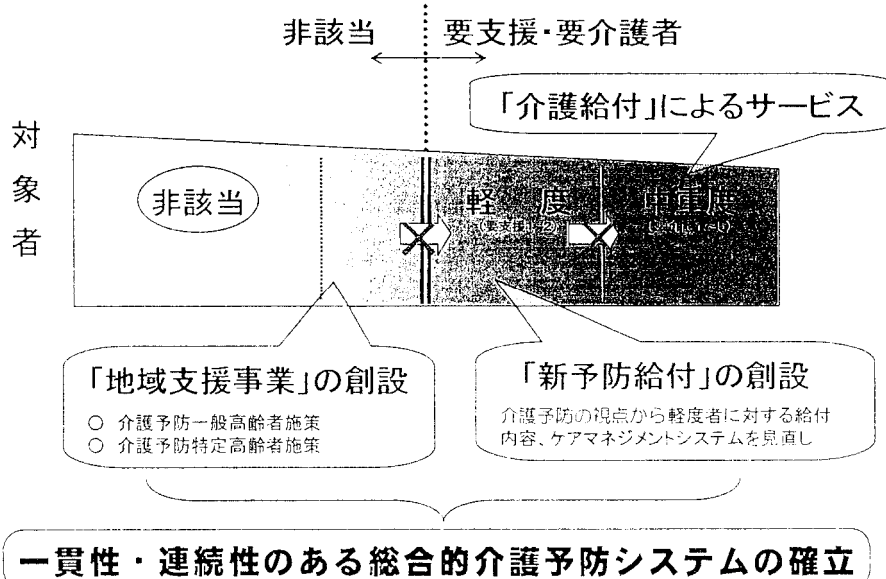 非該当 要支援・要介護者
「介護給付」によるサービス
対象者
非該当
軽度
中重度
「地域支援事業」の創設
○ 介護予防一般高齢者施策
○ 介護予防特定高齢者施策
「新予防給付」の創設
介護予防の視点から軽度者に対する給付
内容、ケアマネジメントシステムを見直し
一貫性・連続性のある総合的介護予防システムの確立